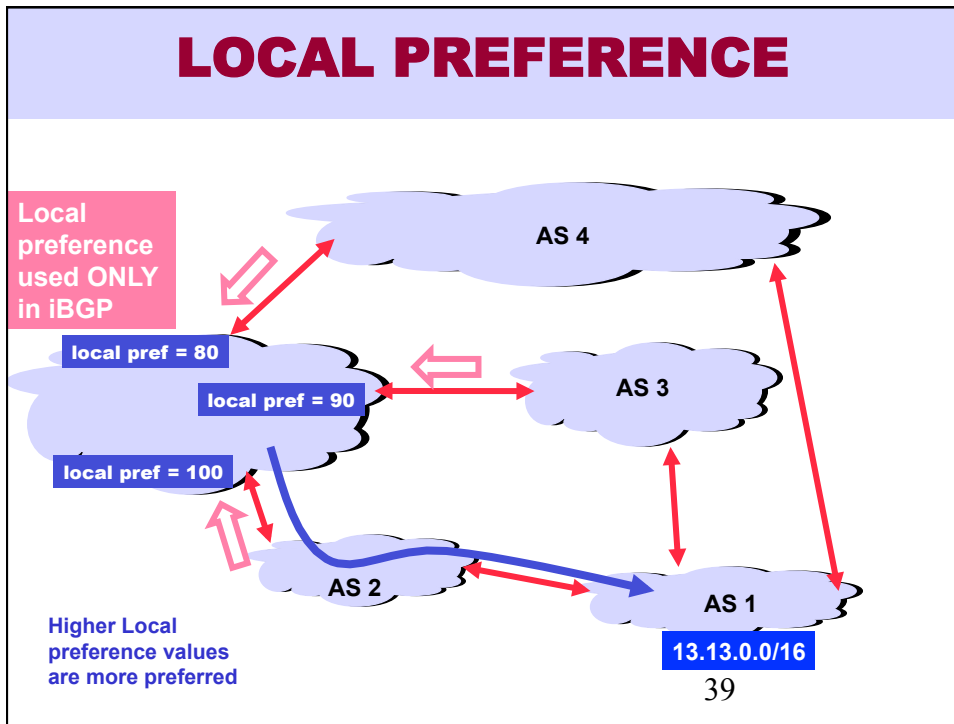 LOCAL PREFERENCE
Local
preference
used ONLY
in iBGP
AS 4
local pref = 80
local pref = 90
AS 3
local pref = 100
AS 2
AS 1
Higher Local
preference values
are more preferred
13.13.0.0/16
39